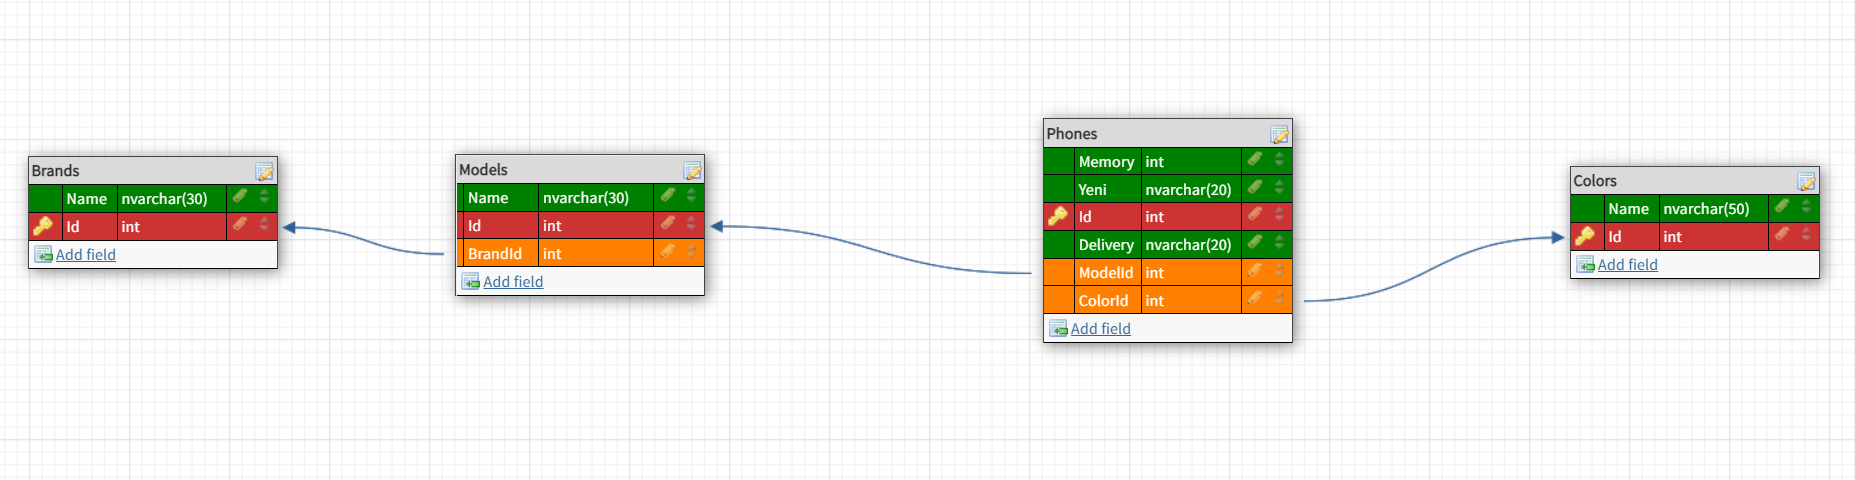 Brands
Name nvarchar(30)
Id int
Add field
Models
Name nvarchar(30)
Id int
BrandId int
Add field
Phones
Memory int
Yeni nvarchar(20)
Id int
Delivery nvarchar(20)
ModelId int
ColorId int
Add field
Colors
Name nvarchar(50)
Id int
Add field